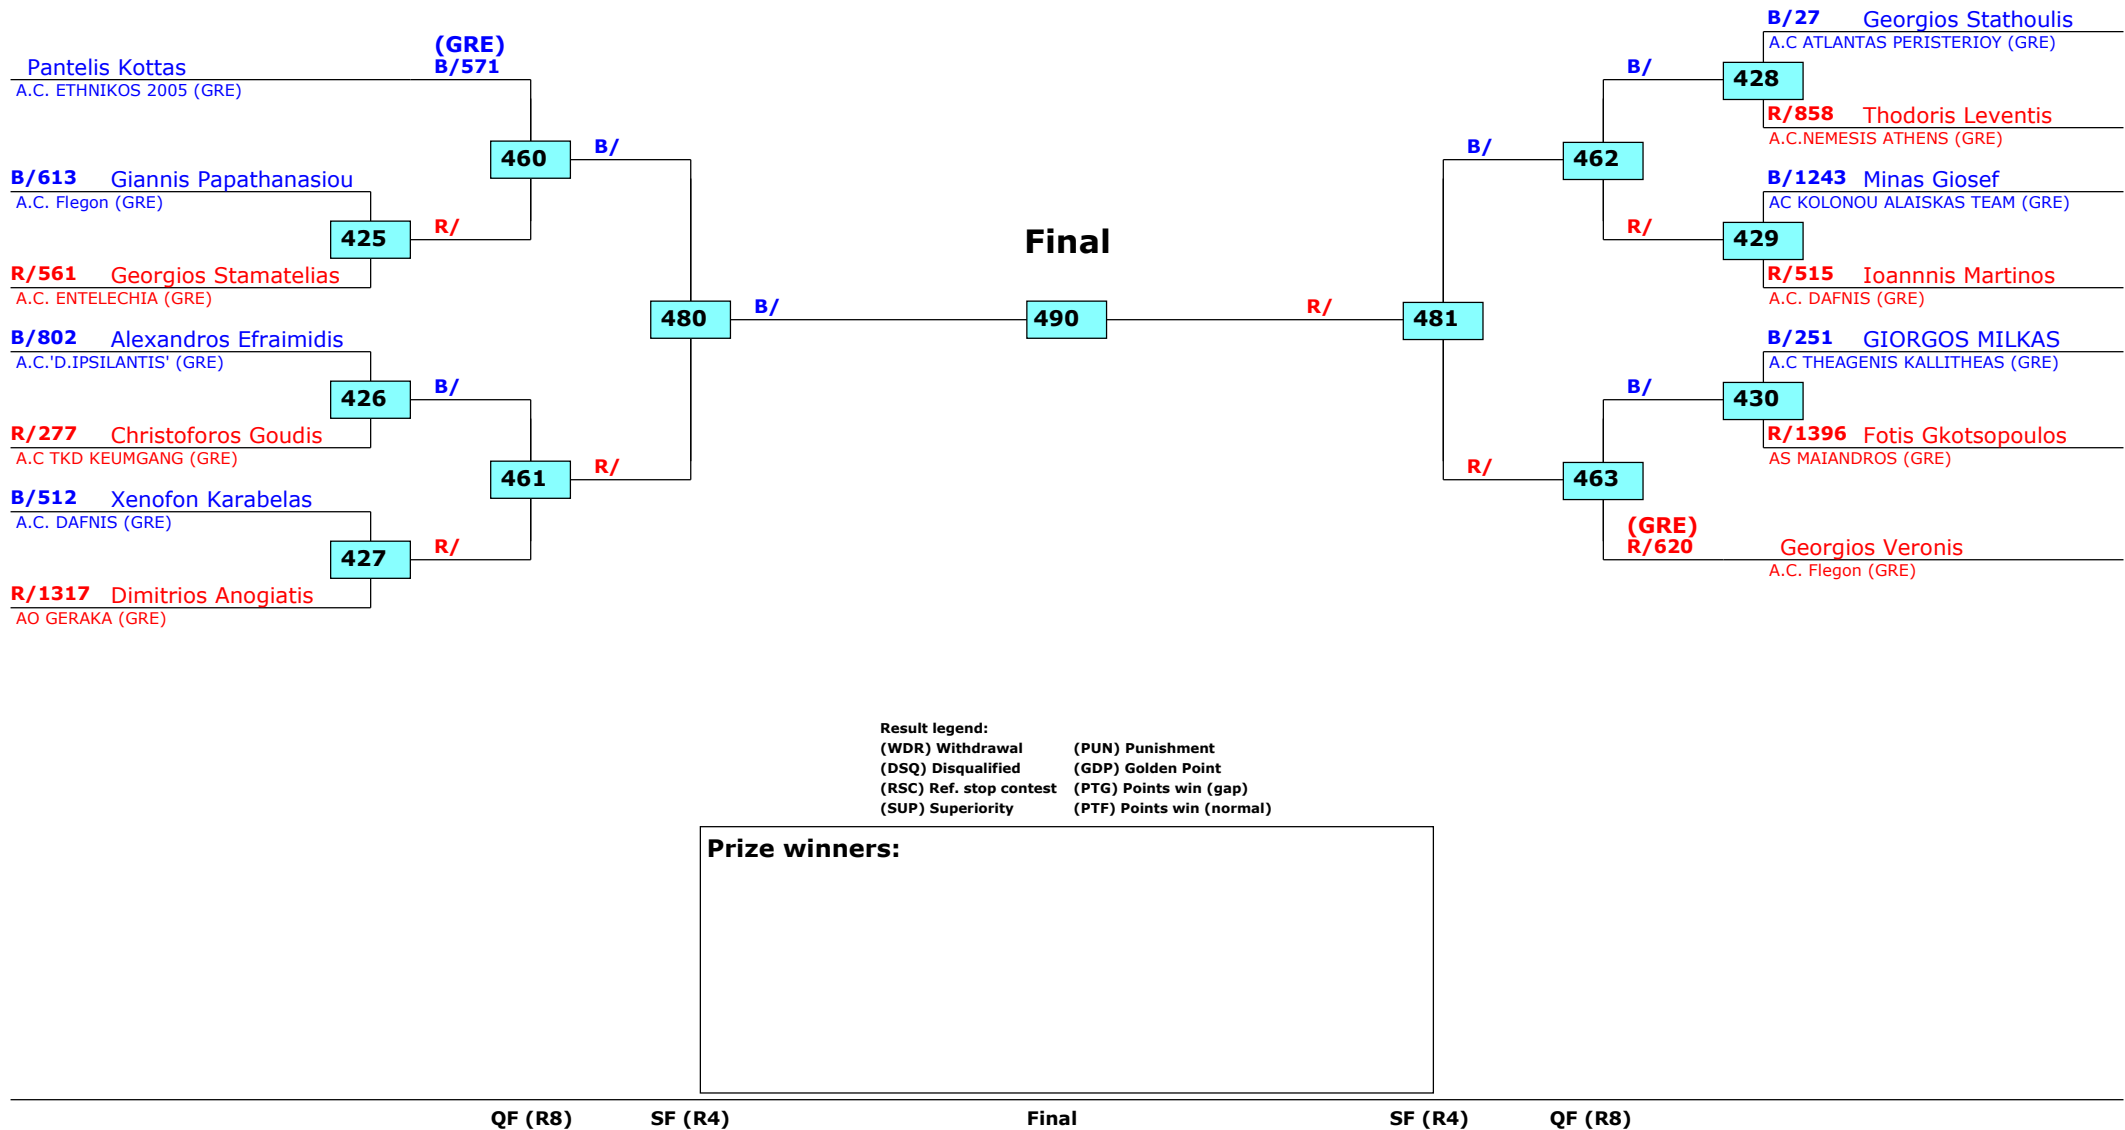 (GRE)
Pantelis Kottas B/571
A.C. ETHNIKOS 2005 (GRE)
460 B/
B/613 Giannis Papathanasiou
A.C. Flegon (GRE)
425 R/
R/561 Georgios Stamatelias
A.C. ENTELECHIA (GRE)
480 B/
B/802 Alexandros Efraimidis
A.C.'D.IPSILANTIS' (GRE)
426 B/
R/277 Christoforos Goudis
A.C TKD KEUMGANG (GRE)
461 R/
B/512 Xenofon Karabelas
A.C. DAFNIS (GRE)
427 R/
R/1317 Dimitrios Anogiatis
AO GERAKA (GRE)
Final
490
B/27 Georgios Stathoulis
A.C ATLANTAS PERISTERIOY (GRE)
B/ 428
R/858 Thodoris Leventis
A.C.NEMESIS ATHENS (GRE)
B/ 462
B/1243 Minas Giosef
AC KOLONOU ALAISKAS TEAM (GRE)
R/ 429
R/515 Ioannnis Martinos
A.C. DAFNIS (GRE)
R/ 481
B/251 GIORGOS MILKAS
A.C THEAGENIS KALLITHEAS (GRE)
B/ 430
R/1396 Fotis Gkotsopoulos
AS MAIANDROS (GRE)
R/ 463
(GRE)
R/620 Georgios Veronis
A.C. Flegon (GRE)
Result legend:
(WDR) Withdrawal (PUN) Punishment
(DSQ) Disqualified (GDP) Golden Point
(RSC) Ref. stop contest (PTG) Points win (gap)
(SUP) Superiority (PTF) Points win (normal)
Prize winners:
QF (R8) SF (R4) Final SF (R4) QF (R8)